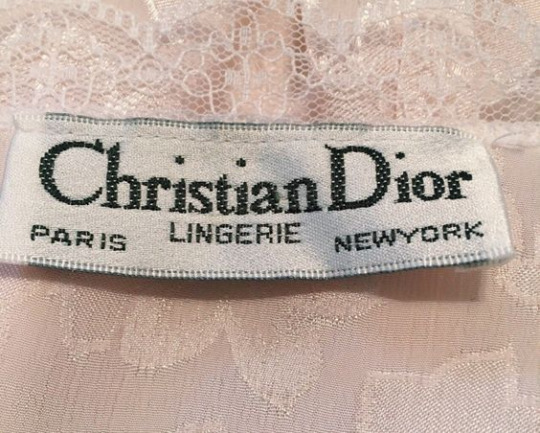 Christian Dior
PARIS LINGERIE NEWYORK